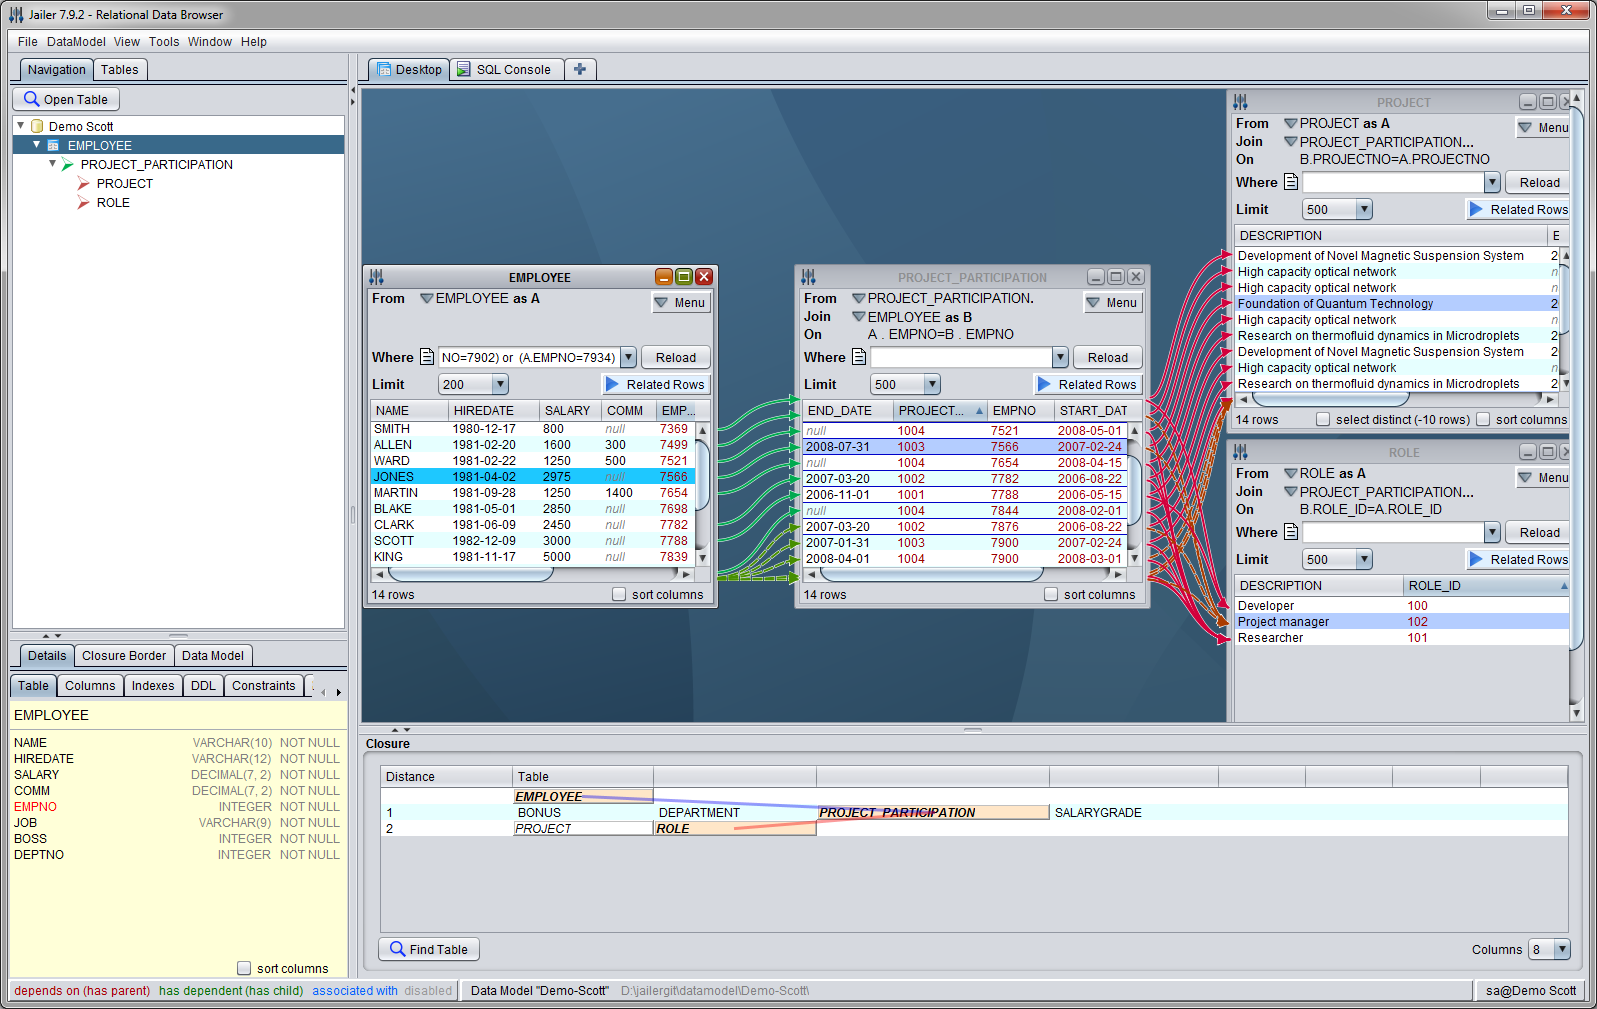 Jailer 7.9.2 - Relational Data Browser
File DataModel View Tools Window Help
Navigation Tables
Open Table
Demo Scott
EMPLOYEE
PROJECT_PARTICIPATION
PROJECT
ROLE
Details Closure Border Data Model
Table Columns Indexes DDL Constraints
EMPLOYEE
NAME VARCHAR(10) NOT NULL
HIREDATE VARCHAR(12) NOT NULL
SALARY DECIMAL(7, 2) NOT NULL
COMM DECIMAL(7, 2) NOT NULL
EMPNO INTEGER NOT NULL
JOB VARCHAR(9) NOT NULL
BOSS INTEGER NOT NULL
DEPTNO INTEGER NOT NULL
sort columns
Desktop SQL Console
EMPLOYEE
From EMPLOYEE as A Menu
Where NO=7902) or (A.EMPNO=7934) Reload
Limit 200 Related Rows
NAME HIREDATE SALARY COMM EMP...
SMITH 1980-12-17 800 null 7369
ALLEN 1981-02-20 1600 300 7499
WARD 1981-02-22 1250 500 7521
JONES 1981-04-02 2975 null 7566
MARTIN 1981-09-28 1250 1400 7654
BLAKE 1981-05-01 2850 null 7698
CLARK 1981-06-09 2450 null 7782
SCOTT 1982-12-09 3000 null 7788
KING 1981-11-17 5000 null 7839
14 rows sort columns
PROJECT_PARTICIPATION
From PROJECT_PARTICIPATION. Menu
Join EMPLOYEE as B
On A . EMPNO=B . EMPNO
Where Reload
Limit 500 Related Rows
END_DATE PROJECT... EMPNO START_DAT
null 1004 7521 2008-05-01
2008-07-31 1003 7566 2007-02-24
null 1004 7654 2008-04-15
2007-03-20 1002 7782 2006-08-22
2006-11-01 1001 7788 2006-05-15
null 1004 7844 2008-02-01
2007-03-20 1002 7876 2006-08-22
2007-01-31 1003 7900 2007-02-24
2008-04-01 1004 7900 2008-03-01
14 rows sort columns
PROJECT
From PROJECT as A Menu
Join PROJECT_PARTICIPATION...
On B.PROJECTNO=A.PROJECTNO
Where Reload
Limit 500 Related Rows
DESCRIPTION E
Development of Novel Magnetic Suspension System 2
High capacity optical network n
High capacity optical network n
Foundation of Quantum Technology 2
High capacity optical network n
Research on thermofluid dynamics in Microdroplets 2
Development of Novel Magnetic Suspension System 2
High capacity optical network n
Research on thermofluid dynamics in Microdroplets 2
14 rows select distinct (-10 rows) sort columns
ROLE
From ROLE as A Menu
Join PROJECT_PARTICIPATION...
On B.ROLE_ID=A.ROLE_ID
Where Reload
Limit 500 Related Rows
DESCRIPTION ROLE_ID
Developer 100
Project manager 102
Researcher 101
Closure
Distance Table
EMPLOYEE
1 BONUS DEPARTMENT PROJECT_PARTICIPATION SALARYGRADE
2 PROJECT ROLE
Find Table Columns 8
depends on (has parent) has dependent (has child) associated with disabled Data Model "Demo-Scott" D:\jailergit\datamodel\Demo-Scott\ sa@Demo Scott